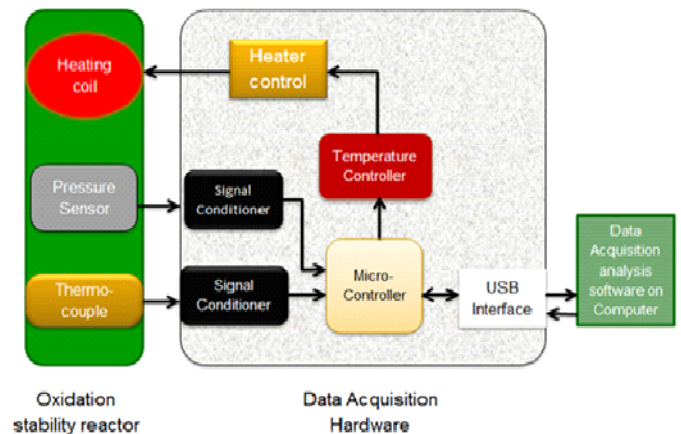 Heating
coil
Heater
control
Temperature
Controller
Pressure
Sensor
Signal
Conditioner
Thermo-
couple
Signal
Conditioner
Micro-
Controller
USB
Interface
Data
Acquisition
analysis
software on
Computer
Oxidation
stability reactor
Data Acquisition
Hardware